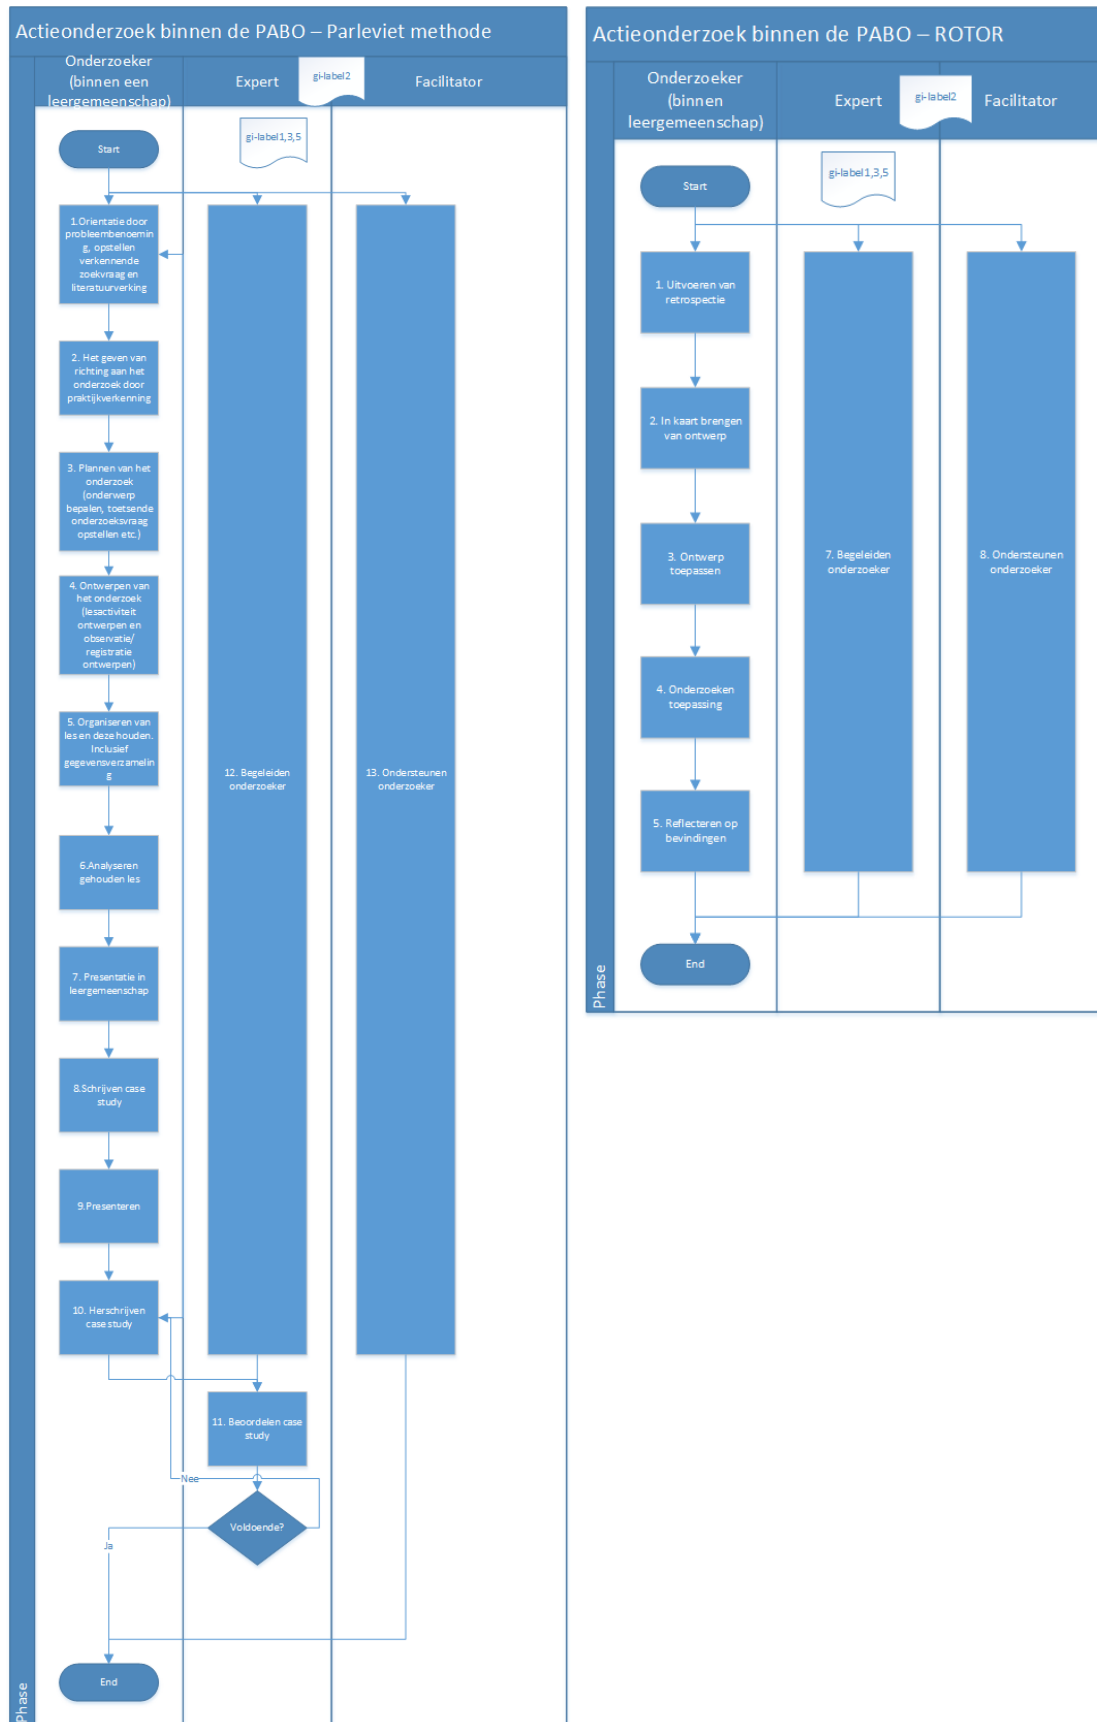 Actieonderzoek binnen de PABO – Parleviet methode
Onderzoeker
(binnen een
leergemeenschap)
Expert
gi-label2
Facilitator
gi-label1,3,5
Start
1.Orientatie door
probleembenoemin
g, opstellen
verkennende
zoekvraag en
literatuurverking
2. Het geven van
richting aan het
onderzoek door
praktijkverkenning
3. Plannen van het
onderzoek
(onderwerp
bepalen, toetsende
onderzoeksvraag
opstellen etc.)
4. Ontwerpen van
het onderzoek
(lesactiviteit
ontwerpen en
observatie/
registratie
ontwerpen)
5. Organiseren van
les en deze houden.
Inclusief
gegevensverzamelin
g
12. Begeleiden
onderzoeker
13. Ondersteunen
onderzoeker
6.Analyseren
gehouden les
7. Presentatie in
leergemeenschap
8.Schrijven case
study
9.Presenteren
10. Herschrijven
case study
11. Beoordelen case
study
Nee
Voldoende?
Ja
End
Phase
Actieonderzoek binnen de PABO – ROTOR
Onderzoeker
(binnen
leergemeenschap)
Expert
gi-label2
Facilitator
gi-label1,3,5
Start
1. Uitvoeren van
retrospectie
2. In kaart brengen
van ontwerp
3. Ontwerp
toepassen
7. Begeleiden
onderzoeker
8. Ondersteunen
onderzoeker
4. Onderzoeken
toepassing
5. Reflecteren op
bevindingen
End
Phase